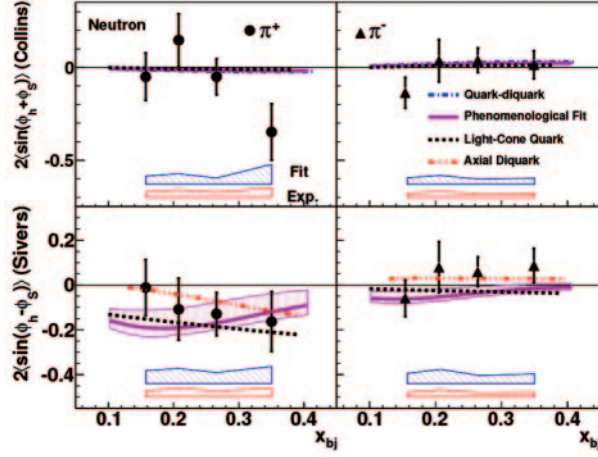 Neutron
π+
π-
2⟨sin(ϕh+ϕS)⟩ (Collins)
0
-0.5
Quark-diquark
Phenomenological Fit
Light-Cone Quark
Axial Diquark
Fit
Exp.
2⟨sin(ϕh-ϕS)⟩ (Sivers)
0.2
0
-0.2
-0.4
0.1 0.2 0.3 0.4 0.1 0.2 0.3 0.4
xbj xbj